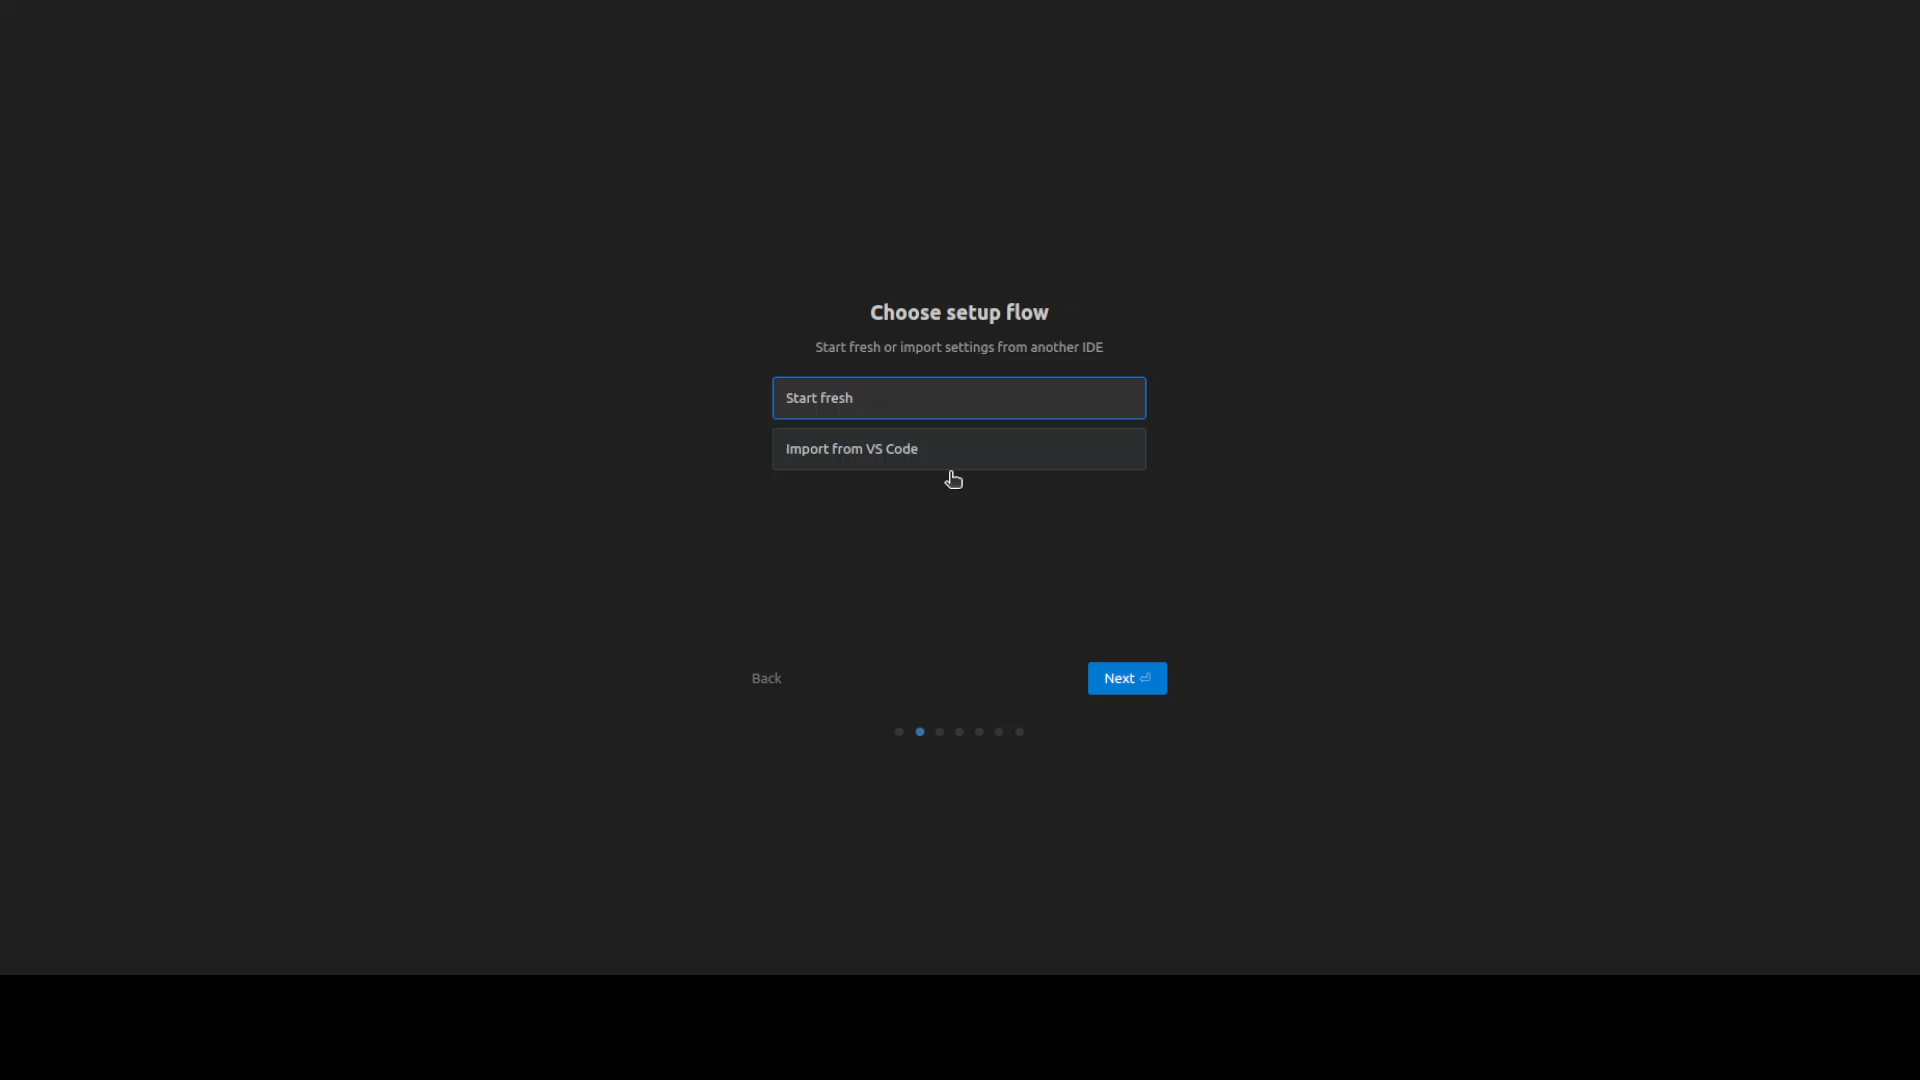 Choose setup flow
Start fresh or import settings from another IDE
Start fresh
Import from VS Code
Back
Next ⏎